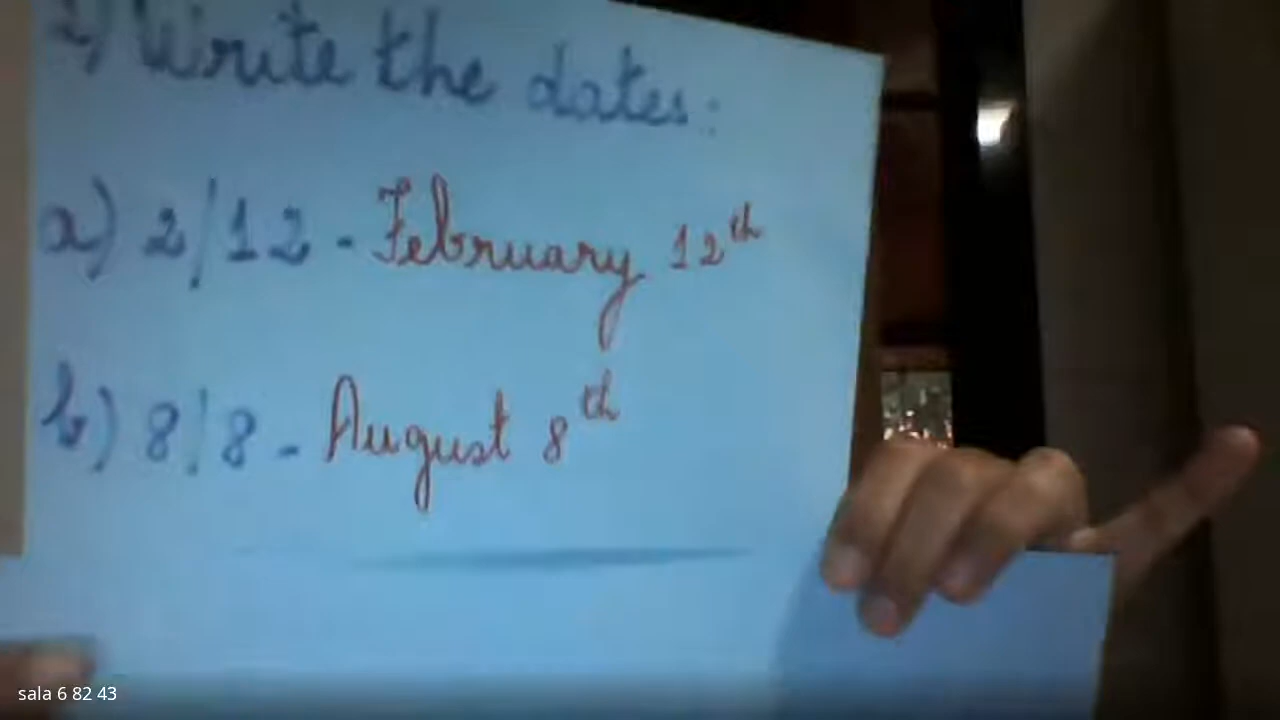 Write the dates:
a) 2/12 - February 12th
b) 8/8 - August 8th
sala 6 82 43